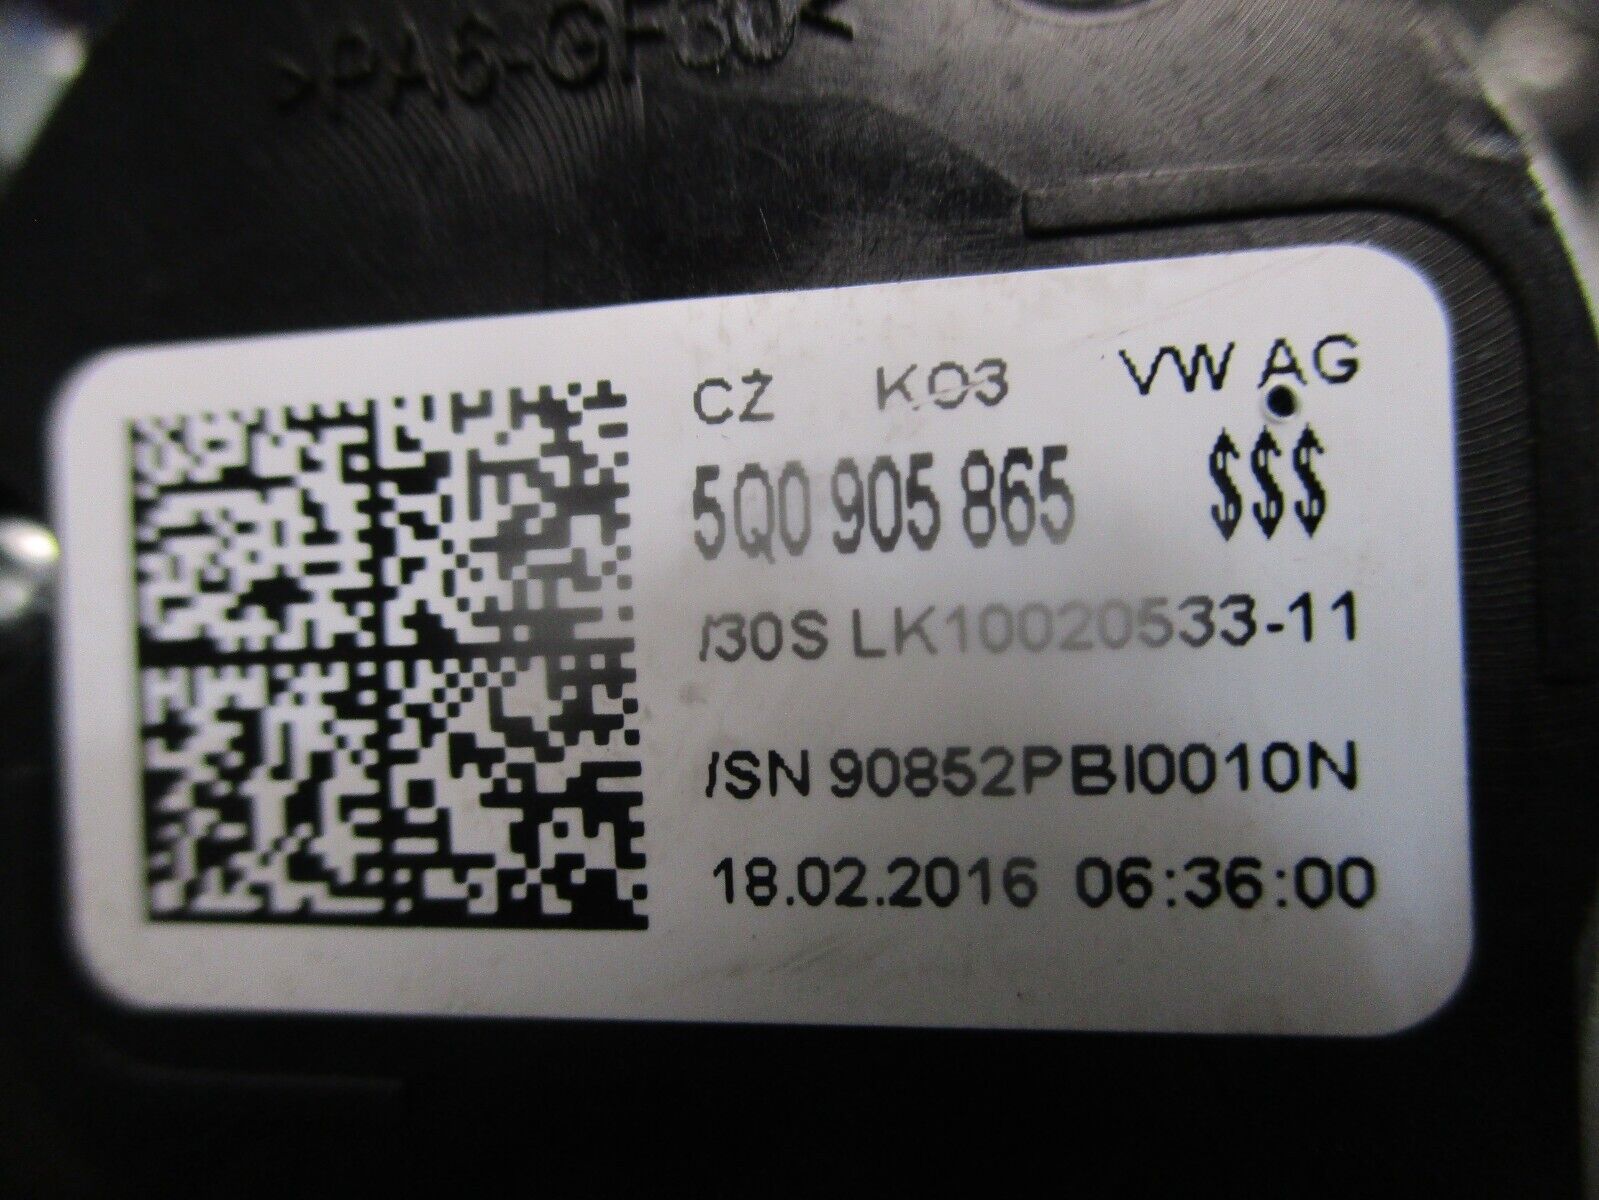 >PA6-GF30<
CZ KO3 VW AG
5Q0 905 865 $$$
/30S LK10020533-11
/SN 90852PBI0010N
18.02.2016 06:36:00